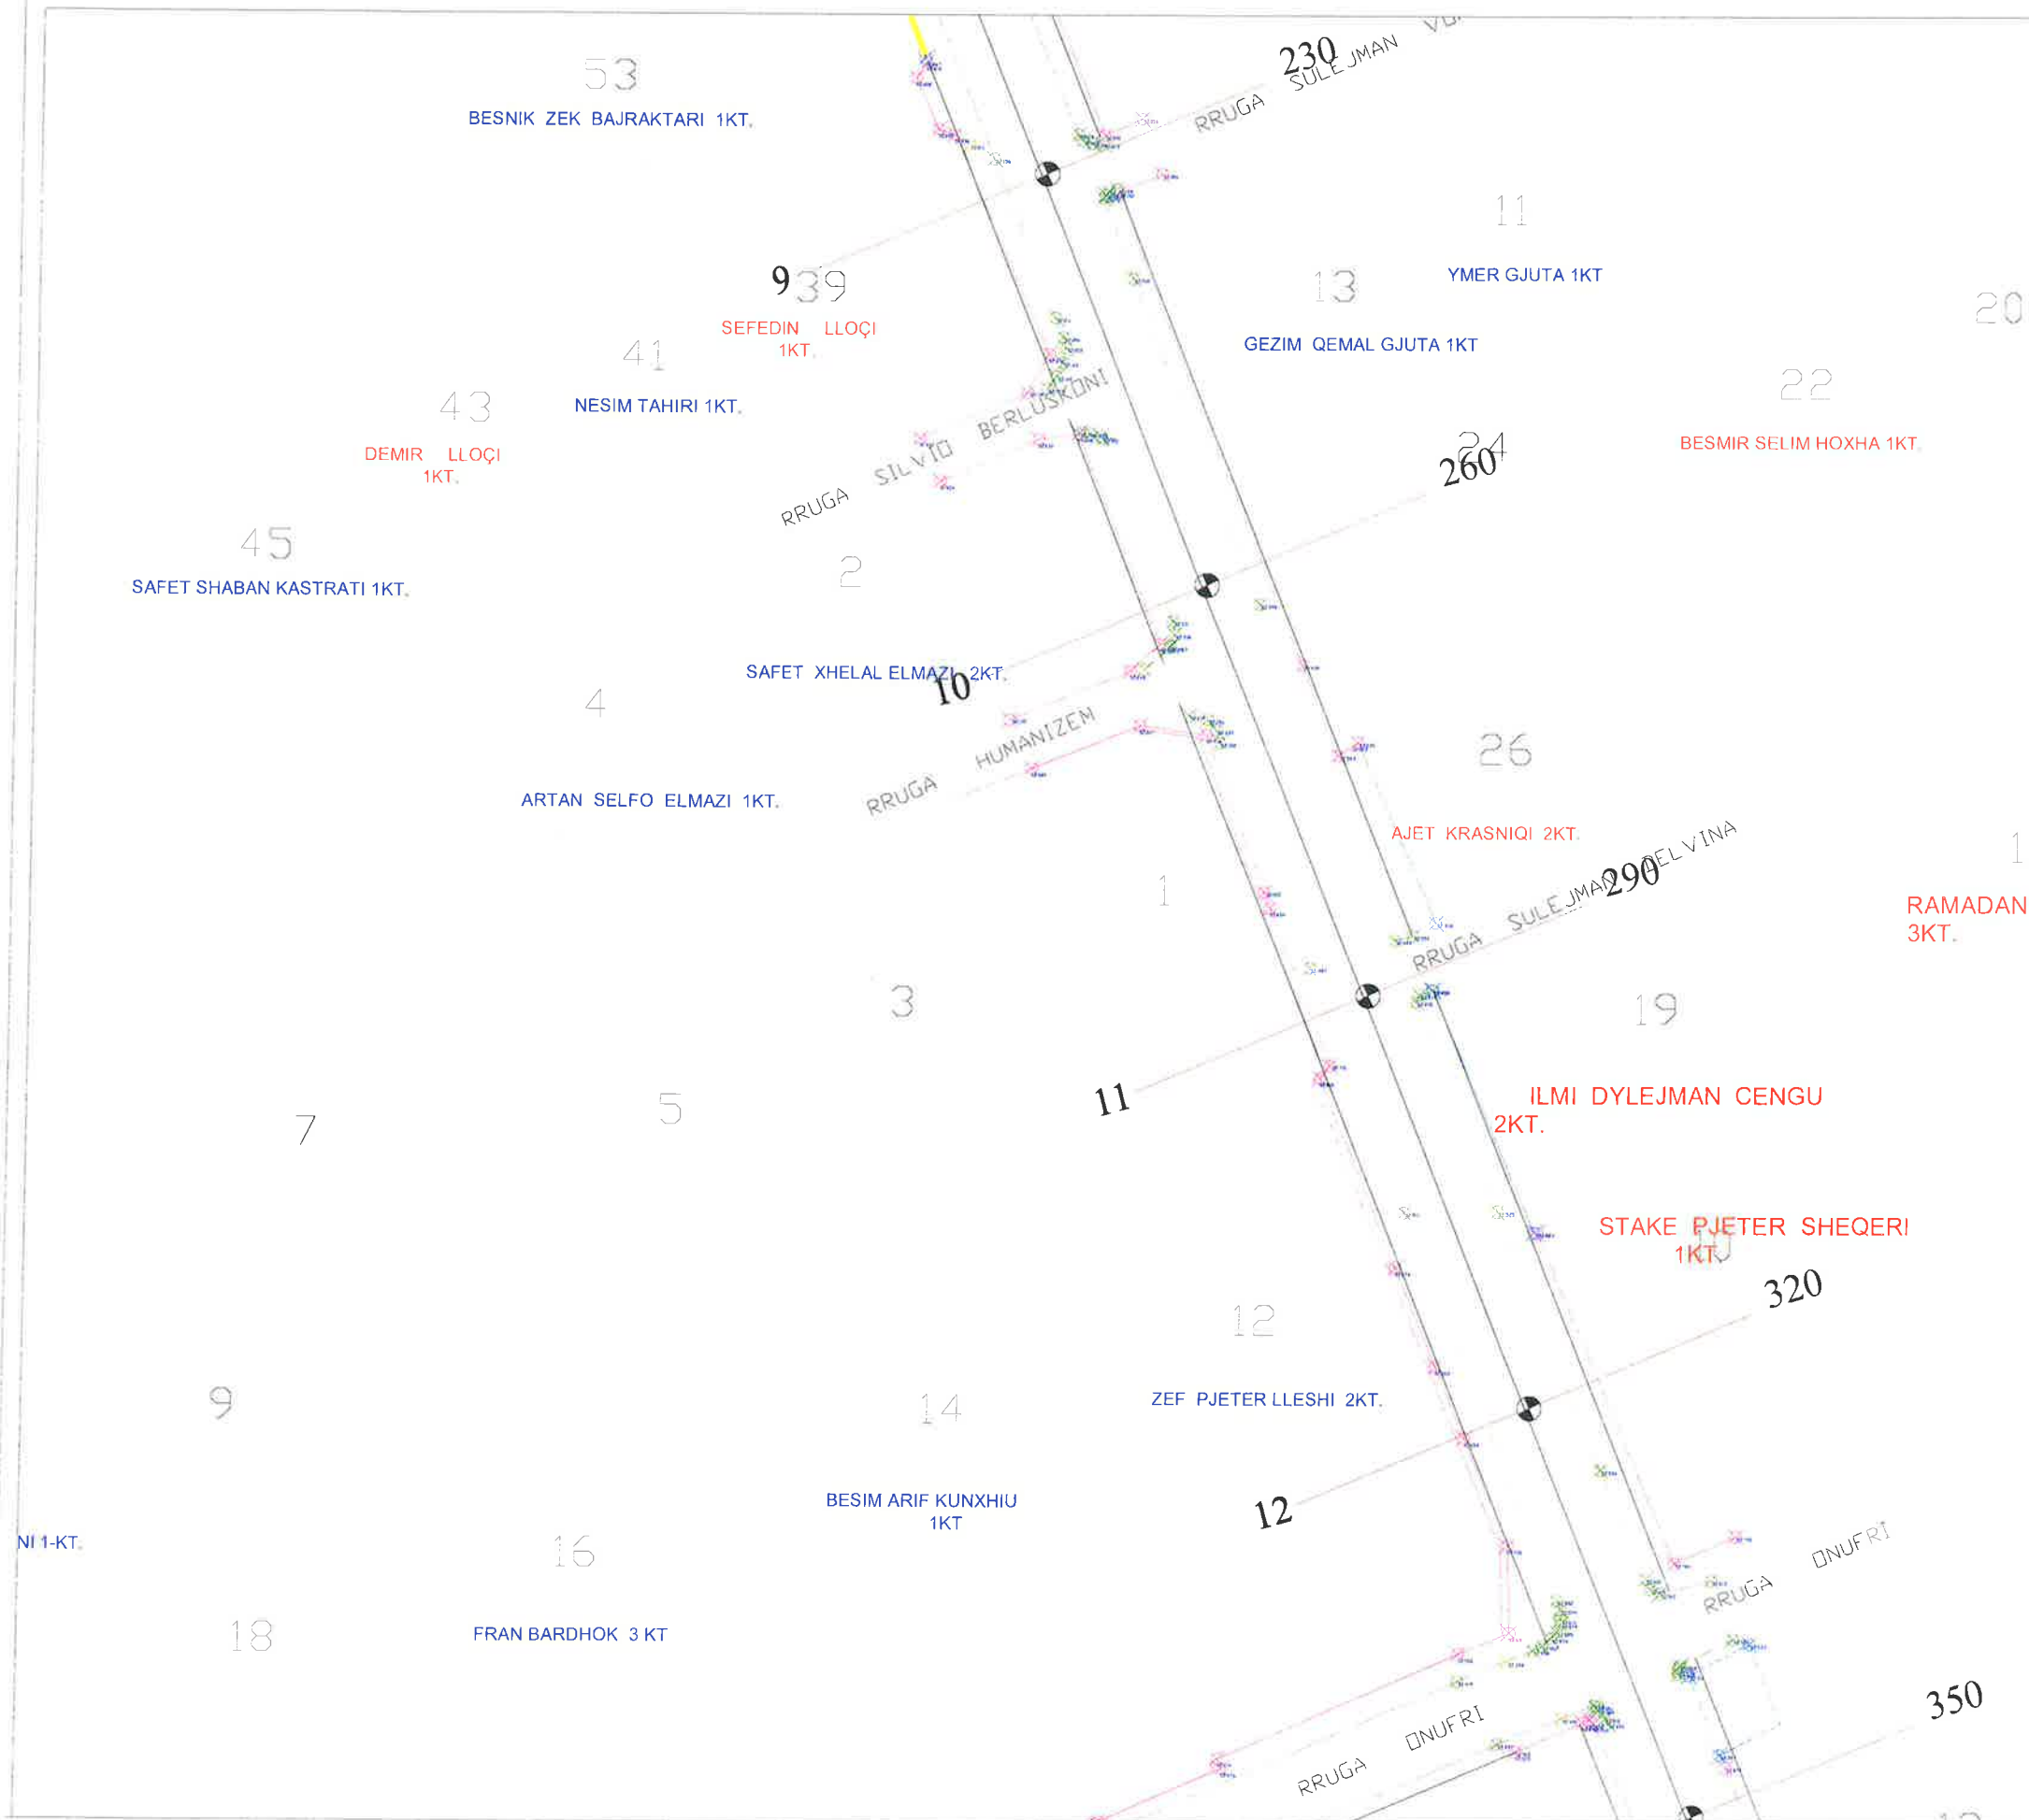 230
RRUGA SULEJMAN
53
BESNIK ZEK BAJRAKTARI 1KT.
11
YMER GJUTA 1KT
9
39
SEFEDIN LLOÇI
1KT.
13
GEZIM QEMAL GJUTA 1KT
20
41
NESIM TAHIRI 1KT.
22
BESMIR SELIM HOXHA 1KT.
43
DEMIR LLOÇI
1KT.
RRUGA SILVIO BERLUSKONI
24
260
45
SAFET SHABAN KASTRATI 1KT.
2
SAFET XHELAL ELMAZI 2KT.
10
4
RRUGA HUMANIZEM
ARTAN SELFO ELMAZI 1KT.
26
AJET KRASNIQI 2KT.
1
290
RRUGA SULEJMAN DELVINA
1
RAMADAN
3KT.
3
19
11
ILMI DYLEJMAN CENGU
2KT.
5
7
STAKE PJETER SHEQERI
1KT.
320
12
ZEF PJETER LLESHI 2KT.
9
14
12
BESIM ARIF KUNXHIU
1KT
NI 1-KT.
16
RRUGA ONUFRI
18
FRAN BARDHOK 3 KT
350
RRUGA ONUFRI